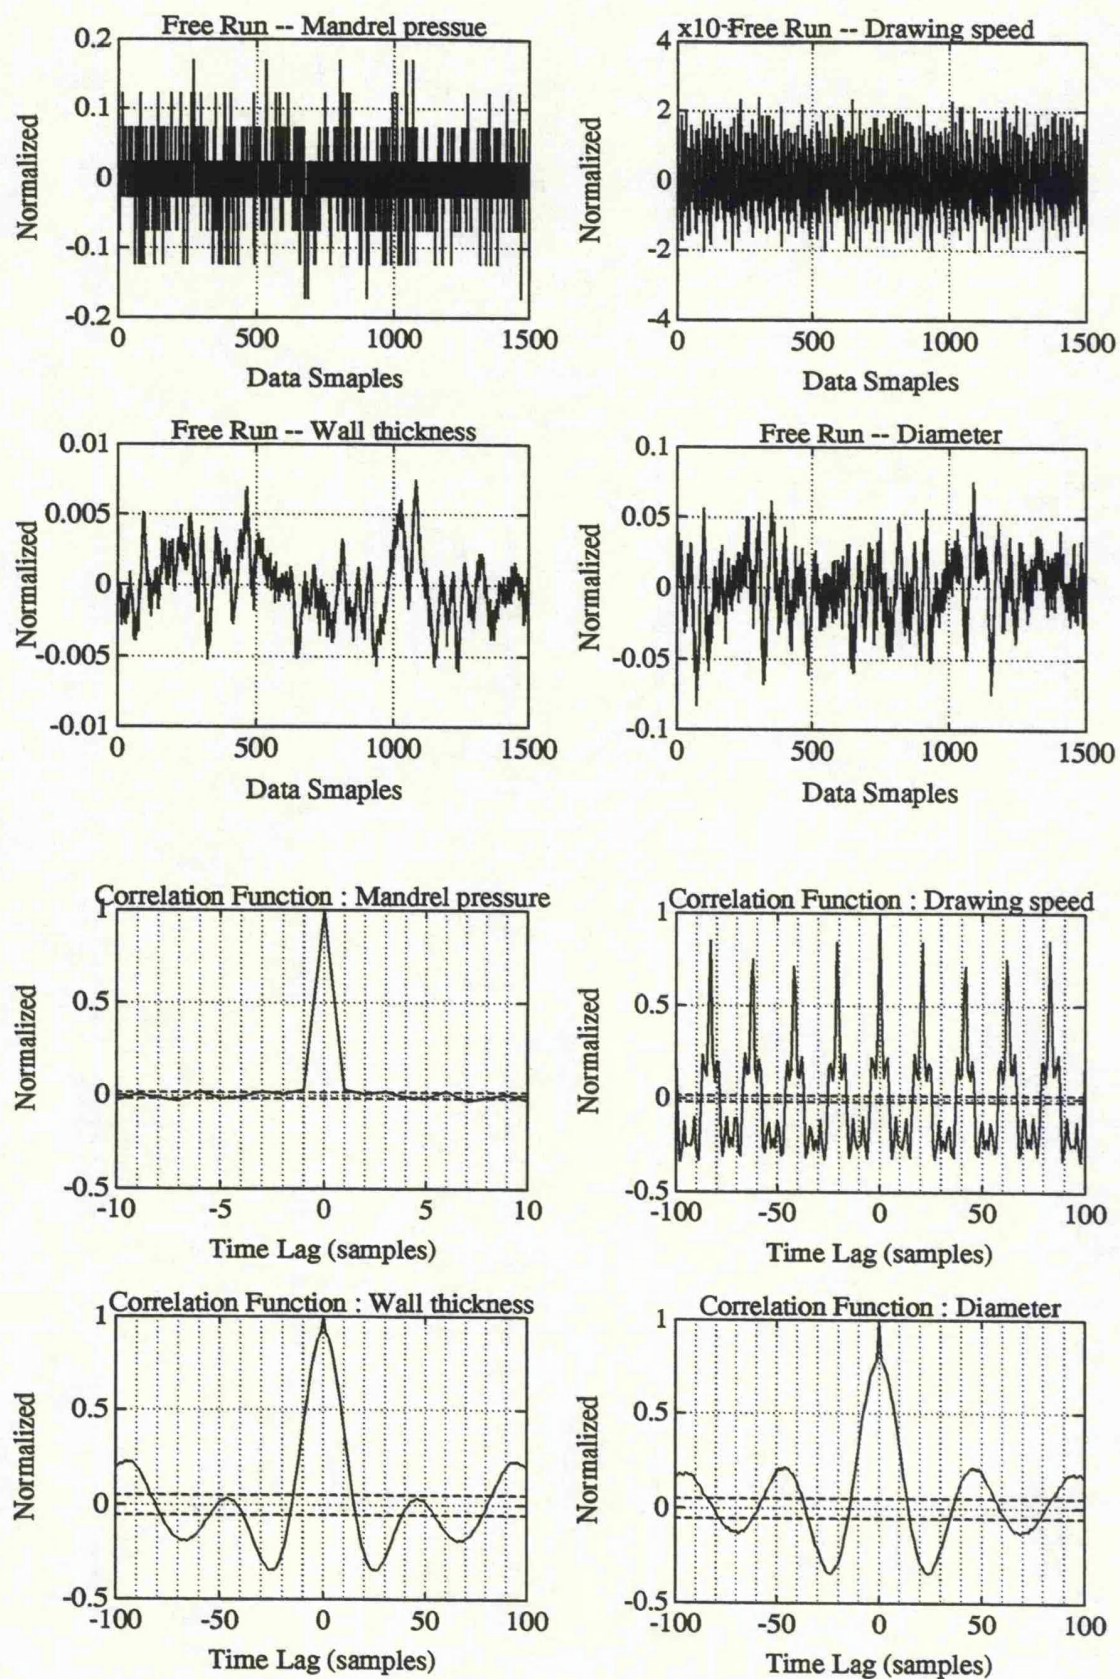 Free Run -- Mandrel pressue
0.2
0.1
0
-0.1
-0.2
Normalized
0 500 1000 1500
Data Smaples
x10-Free Run -- Drawing speed
4
2
0
-2
-4
Normalized
0 500 1000 1500
Data Smaples
Free Run -- Wall thickness
0.01
0.005
0
-0.005
-0.01
Normalized
0 500 1000 1500
Data Smaples
Free Run -- Diameter
0.1
0.05
0
-0.05
-0.1
Normalized
0 500 1000 1500
Data Smaples
Correlation Function : Mandrel pressure
1
0.5
0
-0.5
Normalized
-10 -5 0 5 10
Time Lag (samples)
Correlation Function : Drawing speed
1
0.5
0
-0.5
Normalized
-100 -50 0 50 100
Time Lag (samples)
Correlation Function : Wall thickness
1
0.5
0
-0.5
Normalized
-100 -50 0 50 100
Time Lag (samples)
Correlation Function : Diameter
1
0.5
0
-0.5
Normalized
-100 -50 0 50 100
Time Lag (samples)